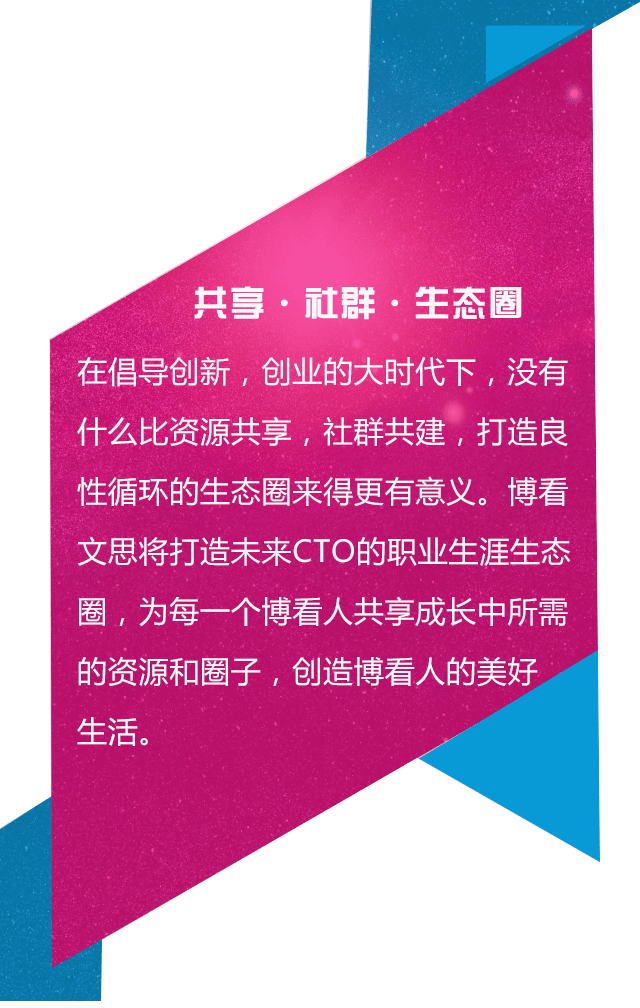 共享·社群·生态圈
在倡导创新，创业的大时代下，没有
什么比资源共享，社群共建，打造良
性循环的生态圈来得更有意义。博看
文思将打造未来CTO的职业生涯生态
圈，为每一个博看人共享成长中所需
的资源和圈子，创造博看人的美好
生活。